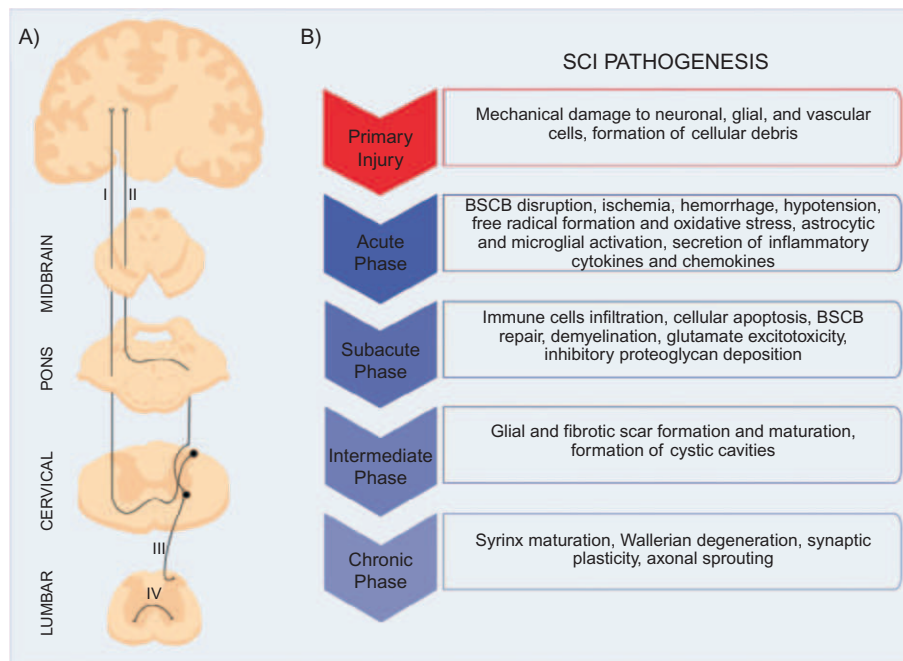 A)
I
II
MIDBRAIN
PONS
CERVICAL
III
LUMBAR
IV
B)
SCI PATHOGENESIS
Primary
Injury
Mechanical damage to neuronal, glial, and vascular
cells, formation of cellular debris
Acute
Phase
BSCB disruption, ischemia, hemorrhage, hypotension,
free radical formation and oxidative stress, astrocytic
and microglial activation, secretion of inflammatory
cytokines and chemokines
Subacute
Phase
Immune cells infiltration, cellular apoptosis, BSCB
repair, demyelination, glutamate excitotoxicity,
inhibitory proteoglycan deposition
Intermediate
Phase
Glial and fibrotic scar formation and maturation,
formation of cystic cavities
Chronic
Phase
Syrinx maturation, Wallerian degeneration, synaptic
plasticity, axonal sprouting